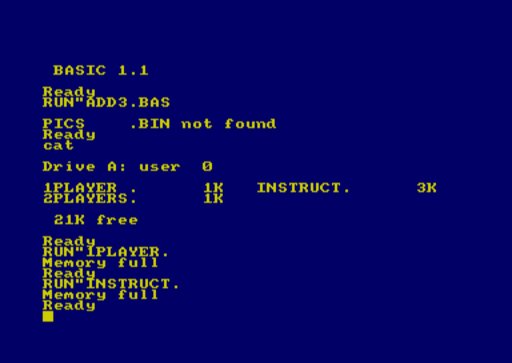 BASIC 1.1
Ready
RUN"ADD3.BAS
PICS    .BIN not found
Ready
cat
Drive A: user  0
1PLAYER .      1K   INSTRUCT.      3K
2PLAYERS.      1K
21K free
Ready
RUN"1PLAYER.
Memory full
Ready
RUN"INSTRUCT.
Memory full
Ready